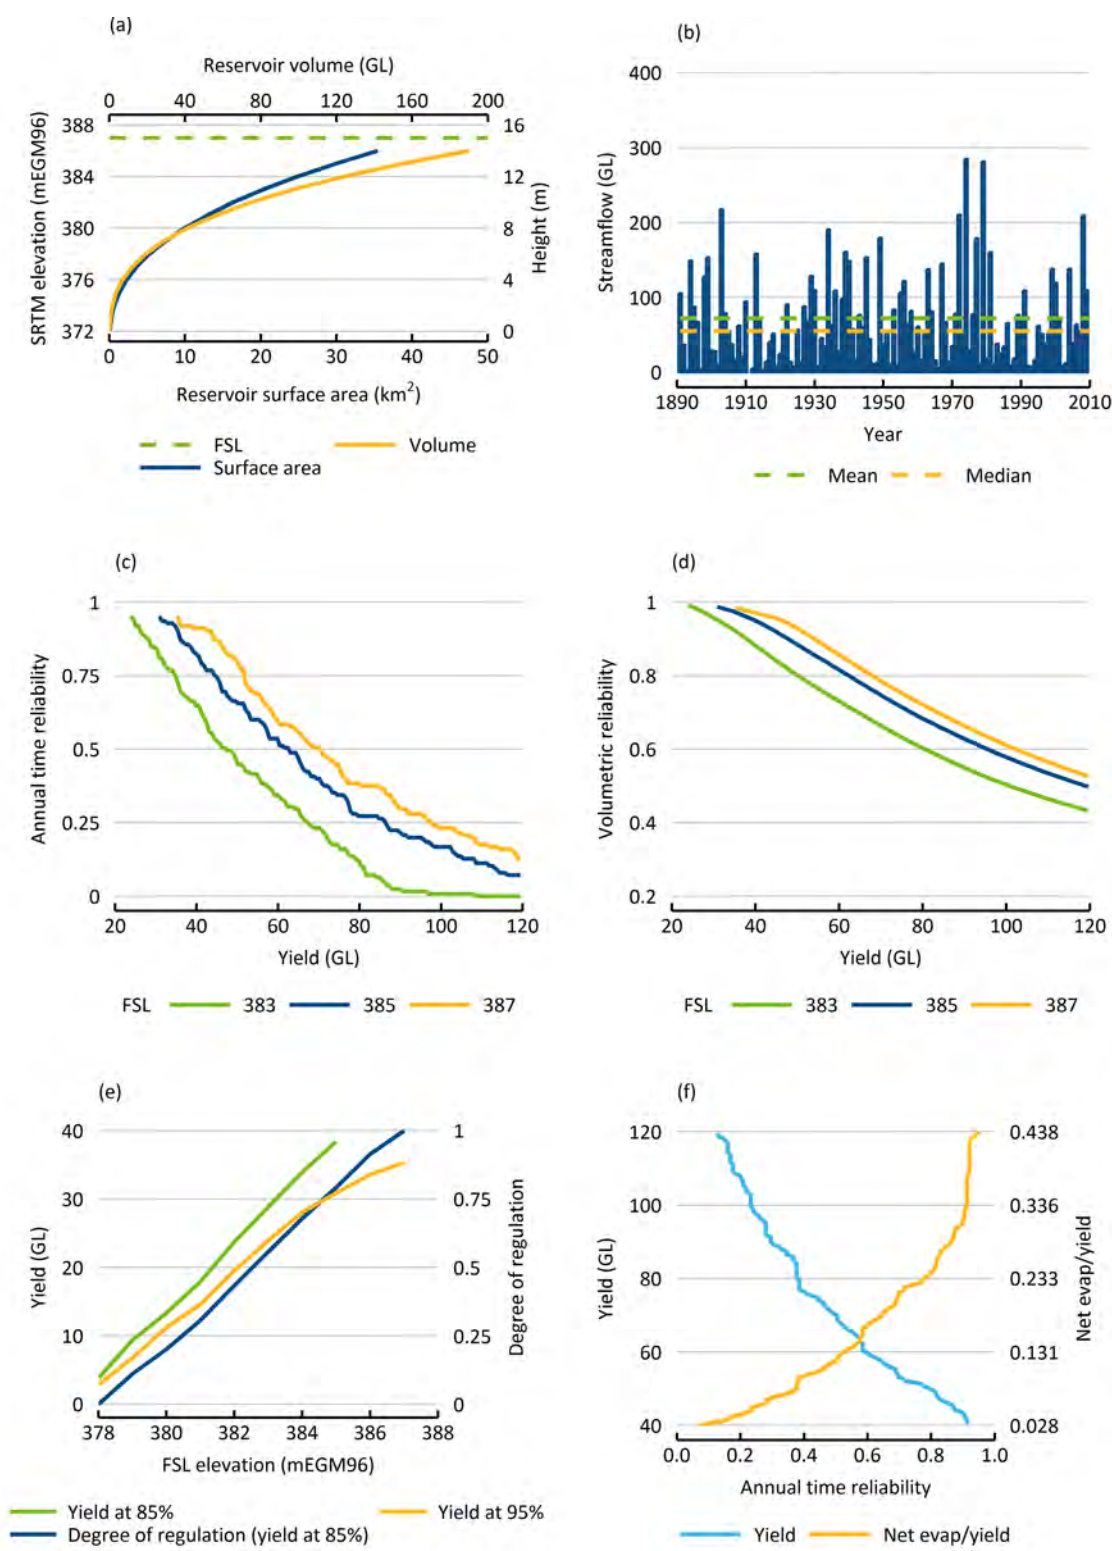 (a)
Reservoir volume (GL)
0 40 80 120 160 200
SRTM elevation (mEGM96)
388
384
380
376
372
16
12
8
4
0
Height (m)
0 10 20 30 40 50
Reservoir surface area (km2)
FSL Volume
Surface area
(b)
Streamflow (GL)
400
300
200
100
0
1890 1910 1930 1950 1970 1990 2010
Year
Mean Median
(c)
Annual time reliability
1
0.75
0.5
0.25
0
20 40 60 80 100 120
Yield (GL)
FSL 383 385 387
(d)
Volumetric reliability
1
0.8
0.6
0.4
0.2
20 40 60 80 100 120
Yield (GL)
FSL 383 385 387
(e)
Yield (GL)
40
30
20
10
0
1
0.75
0.5
0.25
0
Degree of regulation
378 380 382 384 386 388
FSL elevation (mEGM96)
Yield at 85% Yield at 95%
Degree of regulation (yield at 85%)
(f)
Yield (GL)
120
100
80
60
40
0.438
0.336
0.233
0.131
0.028
Net evap/yield
0.0 0.2 0.4 0.6 0.8 1.0
Annual time reliability
Yield Net evap/yield